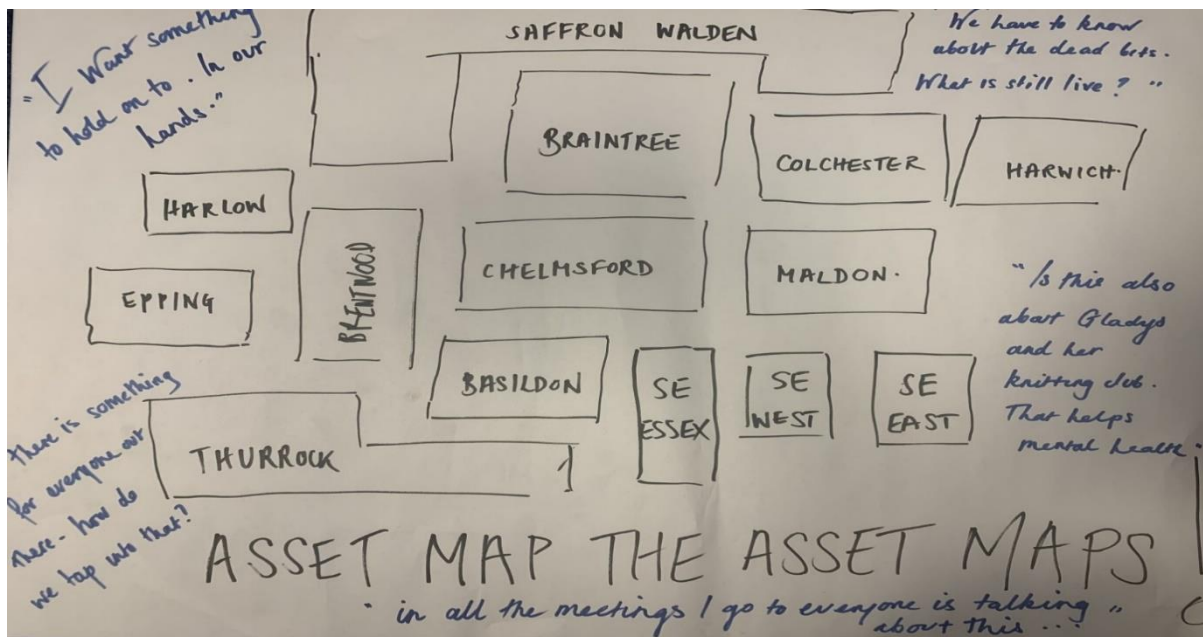 "I Want something
to hold on to. In our
hands."
SAFFRON WALDEN
We have to know
about the dead bits.
What is still live? "
BRAINTREE
COLCHESTER
HARWICH.
HARLOW
BRENTWOOD
CHELMSFORD
MALDON.
EPPING
"Is this also
about Gladys
and her
knitting club.
That helps
mental health
BASILDON
SE
ESSEX
SE
WEST
SE
EAST
there is something
for everyone out
there - how do
we tap into that?
THURROCK
ASSET MAP THE ASSET MAPS
"in all the meetings I go to everyone is talking "
about this ...